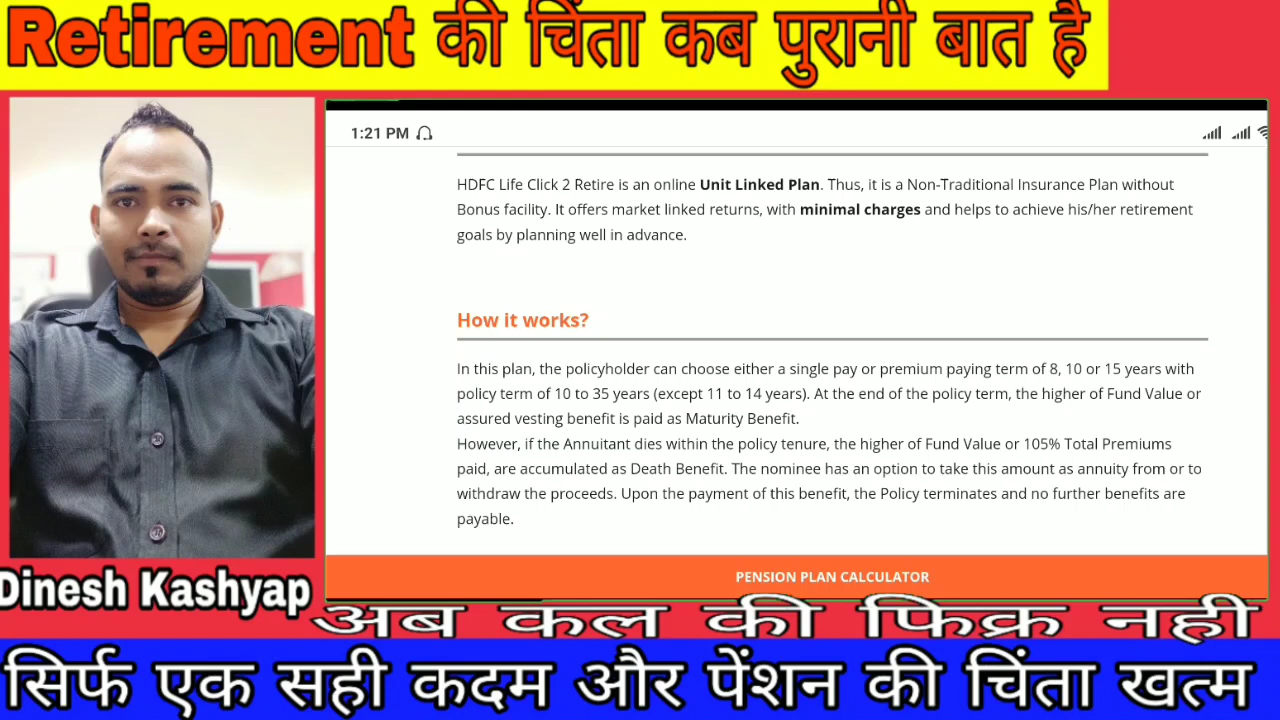 Retirement की चिंता कब पुरानी बात है
1:21 PM
HDFC Life Click 2 Retire is an online Unit Linked Plan. Thus, it is a Non-Traditional Insurance Plan without
Bonus facility. It offers market linked returns, with minimal charges and helps to achieve his/her retirement
goals by planning well in advance.
How it works?
In this plan, the policyholder can choose either a single pay or premium paying term of 8, 10 or 15 years with
policy term of 10 to 35 years (except 11 to 14 years). At the end of the policy term, the higher of Fund Value or
assured vesting benefit is paid as Maturity Benefit.
However, if the Annuitant dies within the policy tenure, the higher of Fund Value or 105% Total Premiums
paid, are accumulated as Death Benefit. The nominee has an option to take this amount as annuity from or to
withdraw the proceeds. Upon the payment of this benefit, the Policy terminates and no further benefits are
payable.
PENSION PLAN CALCULATOR
Dinesh Kashyap
अब कल की फिक्र नही
सिर्फ एक सही कदम और पेंशन की चिंता खत्म